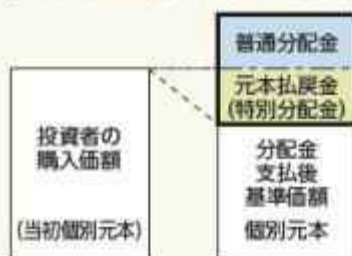 投資者の
購入価額
(当初個別元本)
普通分配金
元本払戻金
(特別分配金)
分配金
支払後
基準価額
個別元本